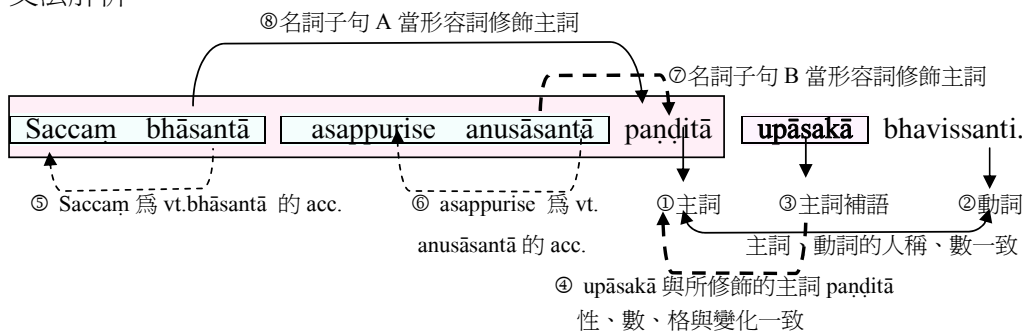 ⑧名詞子句 A 當形容詞修飾主詞
⑦名詞子句 B 當形容詞修飾主詞
Saccaṃ bhāsantā asappurise anusāsantā paṇḍitā upāsakā bhavissanti.
⑤ Saccaṃ 爲 vt.bhāsantā 的 acc.
⑥ asappurise 爲 vt.
anusāsantā 的 acc.
①主詞 ③主詞補語 ②動詞
主詞、動詞的人稱、數一致
④ upāsakā 與所修飾的主詞 paṇḍitā
性、數、格與變化一致